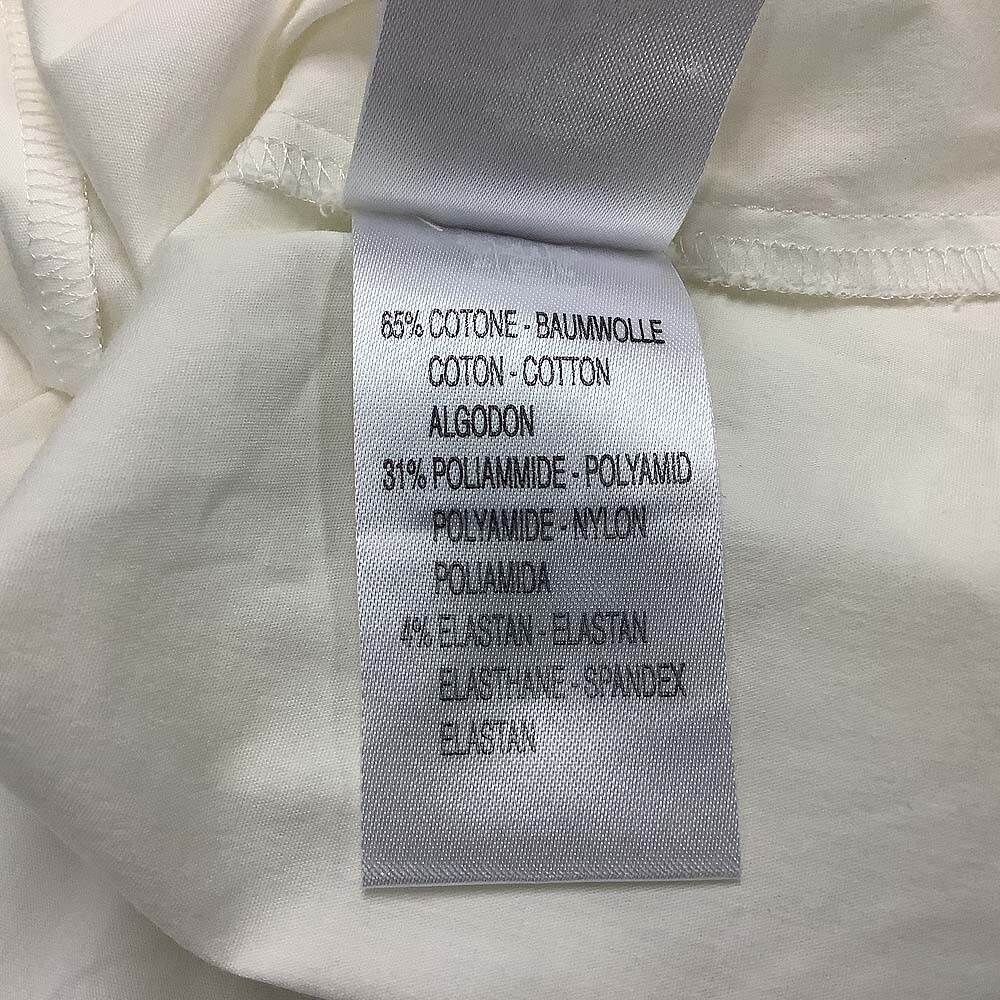 65% COTONE - BAUMWOLLE
COTON - COTTON
ALGODON
31% POLIAMMIDE - POLYAMID
POLYAMIDE - NYLON
POLIAMIDA
4% ELASTAN - ELASTAN
ELASTHANE - SPANDEX
ELASTAN